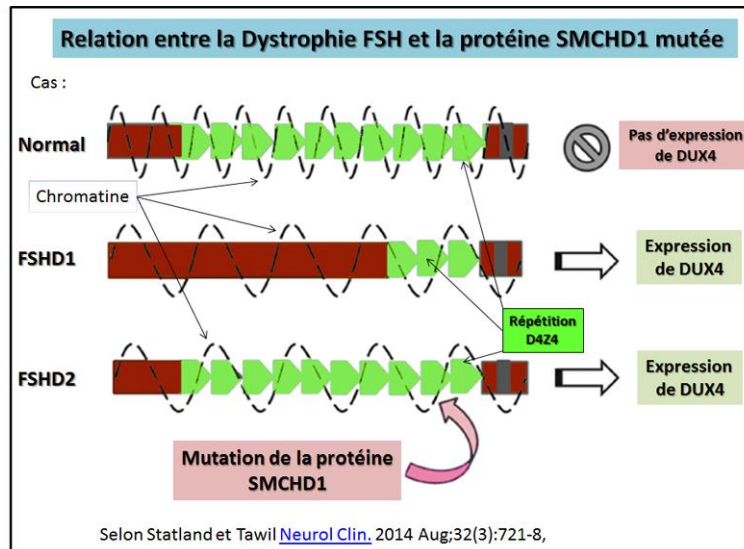 Relation entre la Dystrophie FSH et la protéine SMCHD1 mutée
Cas :
Normal
Pas d'expression
de DUX4
Chromatine
FSHD1
Expression
de DUX4
Répétition
D4Z4
FSHD2
Expression
de DUX4
Mutation de la protéine
SMCHD1
Selon Statland et Tawil Neurol Clin. 2014 Aug;32(3):721-8,